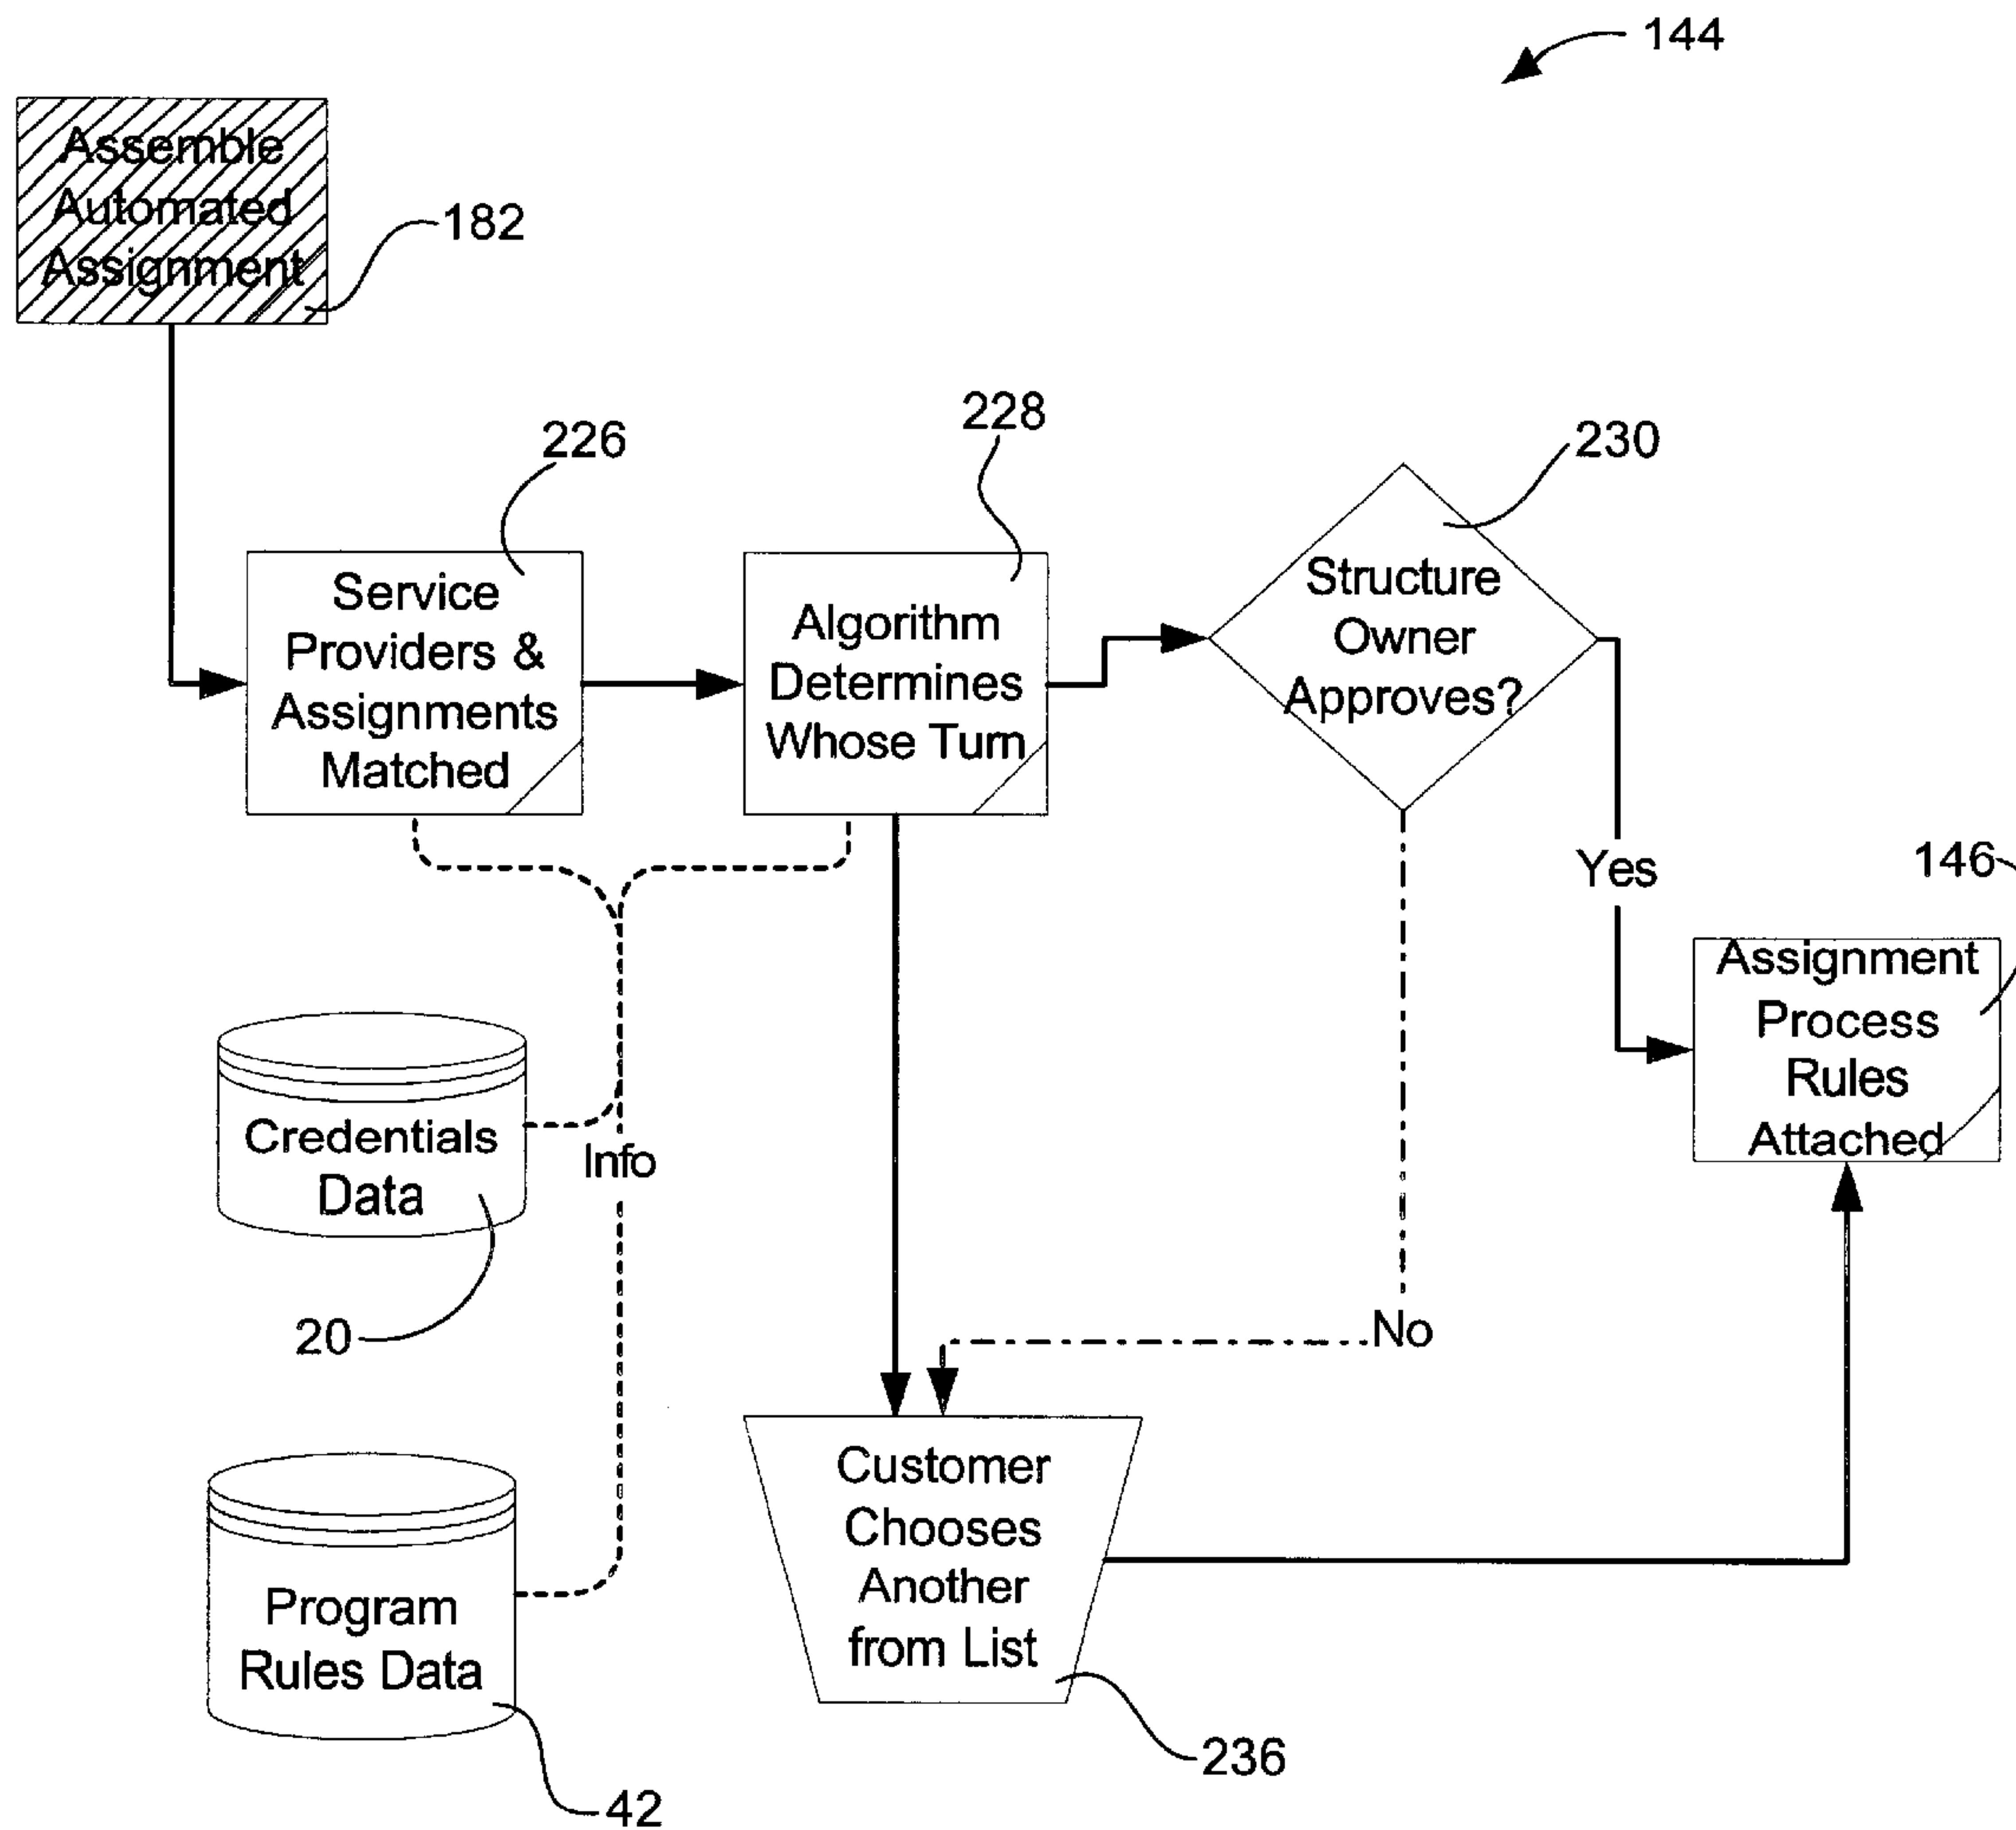 144
Assemble
Automated
Assignment
182
226
228
230
Service
Providers &
Assignments
Matched
Algorithm
Determines
Whose Turn
Structure
Owner
Approves?
Yes
146
Assignment
Process
Rules
Attached
Credentials
Data
Info
20
No
Customer
Chooses
Another
from List
Program
Rules Data
236
42